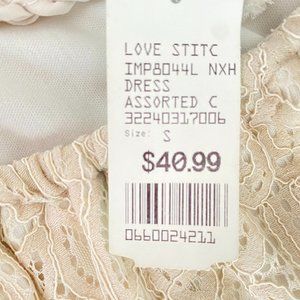 LOVE STITC
IMP8044L NXH
DRESS
ASSORTED C
32240317006
Size: S
$40.99
0660024211